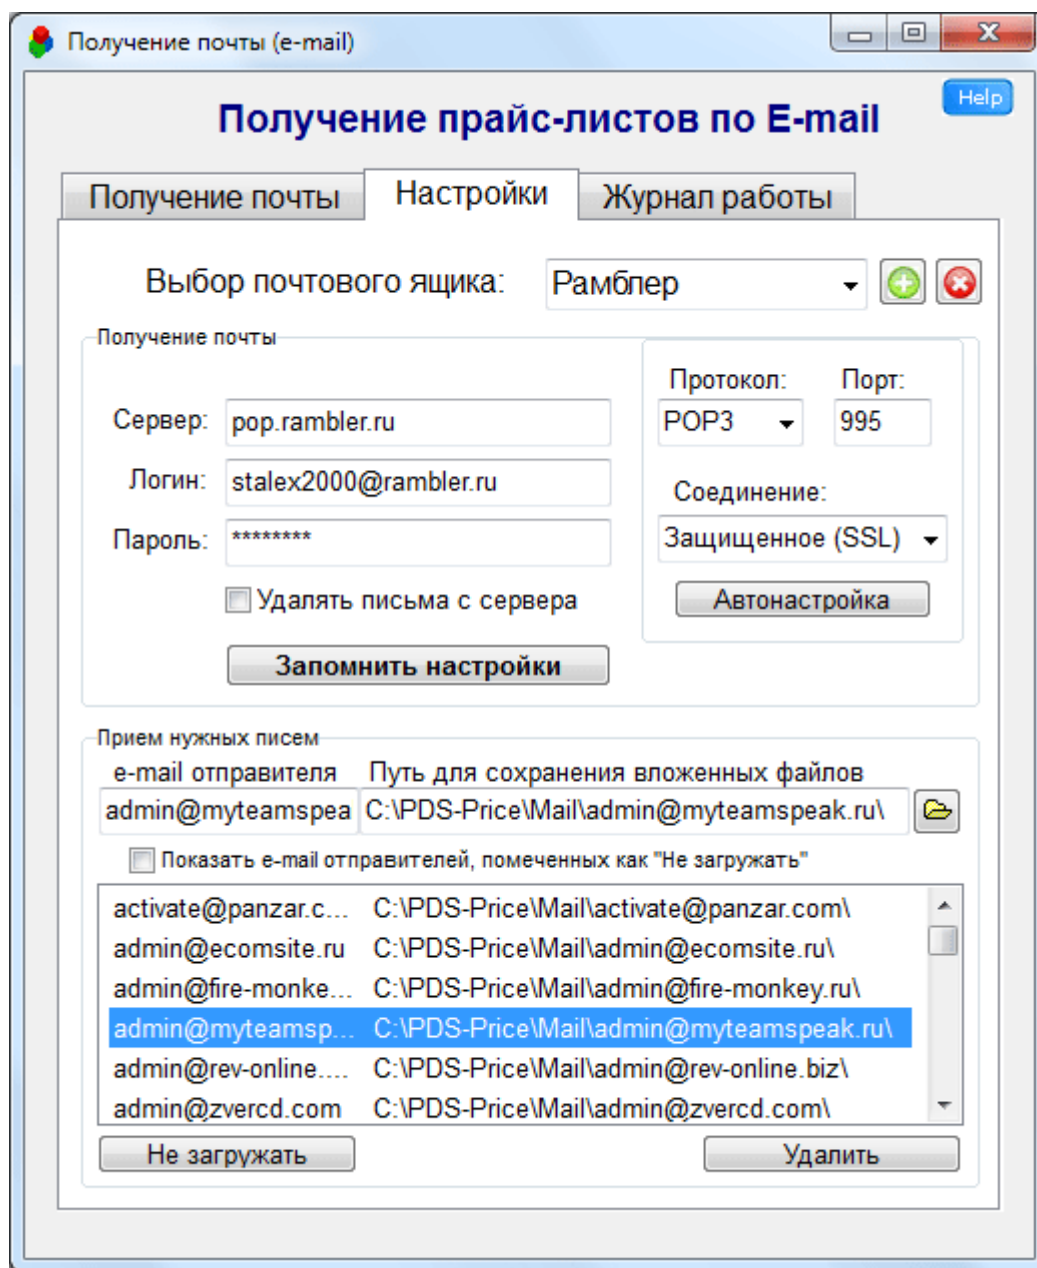 Получение почты (e-mail)
Help
Получение прайс-листов по E-mail
Получение почты Настройки Журнал работы
Выбор почтового ящика: Рамблер
Получение почты
Протокол: Порт:
Сервер: pop.rambler.ru POP3 995
Логин: stalex2000@rambler.ru Соединение:
Пароль: ******** Защищенное (SSL)
Удалять письма с сервера Автонастройка
Запомнить настройки
Прием нужных писем
e-mail отправителя Путь для сохранения вложенных файлов
admin@myteamspea C:\PDS-Price\Mail\admin@myteamspeak.ru\
Показать e-mail отправителей, помеченных как "Не загружать"
activate@panzar.c... C:\PDS-Price\Mail\activate@panzar.com\
admin@ecomsite.ru C:\PDS-Price\Mail\admin@ecomsite.ru\
admin@fire-monke... C:\PDS-Price\Mail\admin@fire-monkey.ru\
admin@myteamsp... C:\PDS-Price\Mail\admin@myteamspeak.ru\
admin@rev-online.... C:\PDS-Price\Mail\admin@rev-online.biz\
admin@zvercd.com C:\PDS-Price\Mail\admin@zvercd.com\
Не загружать Удалить